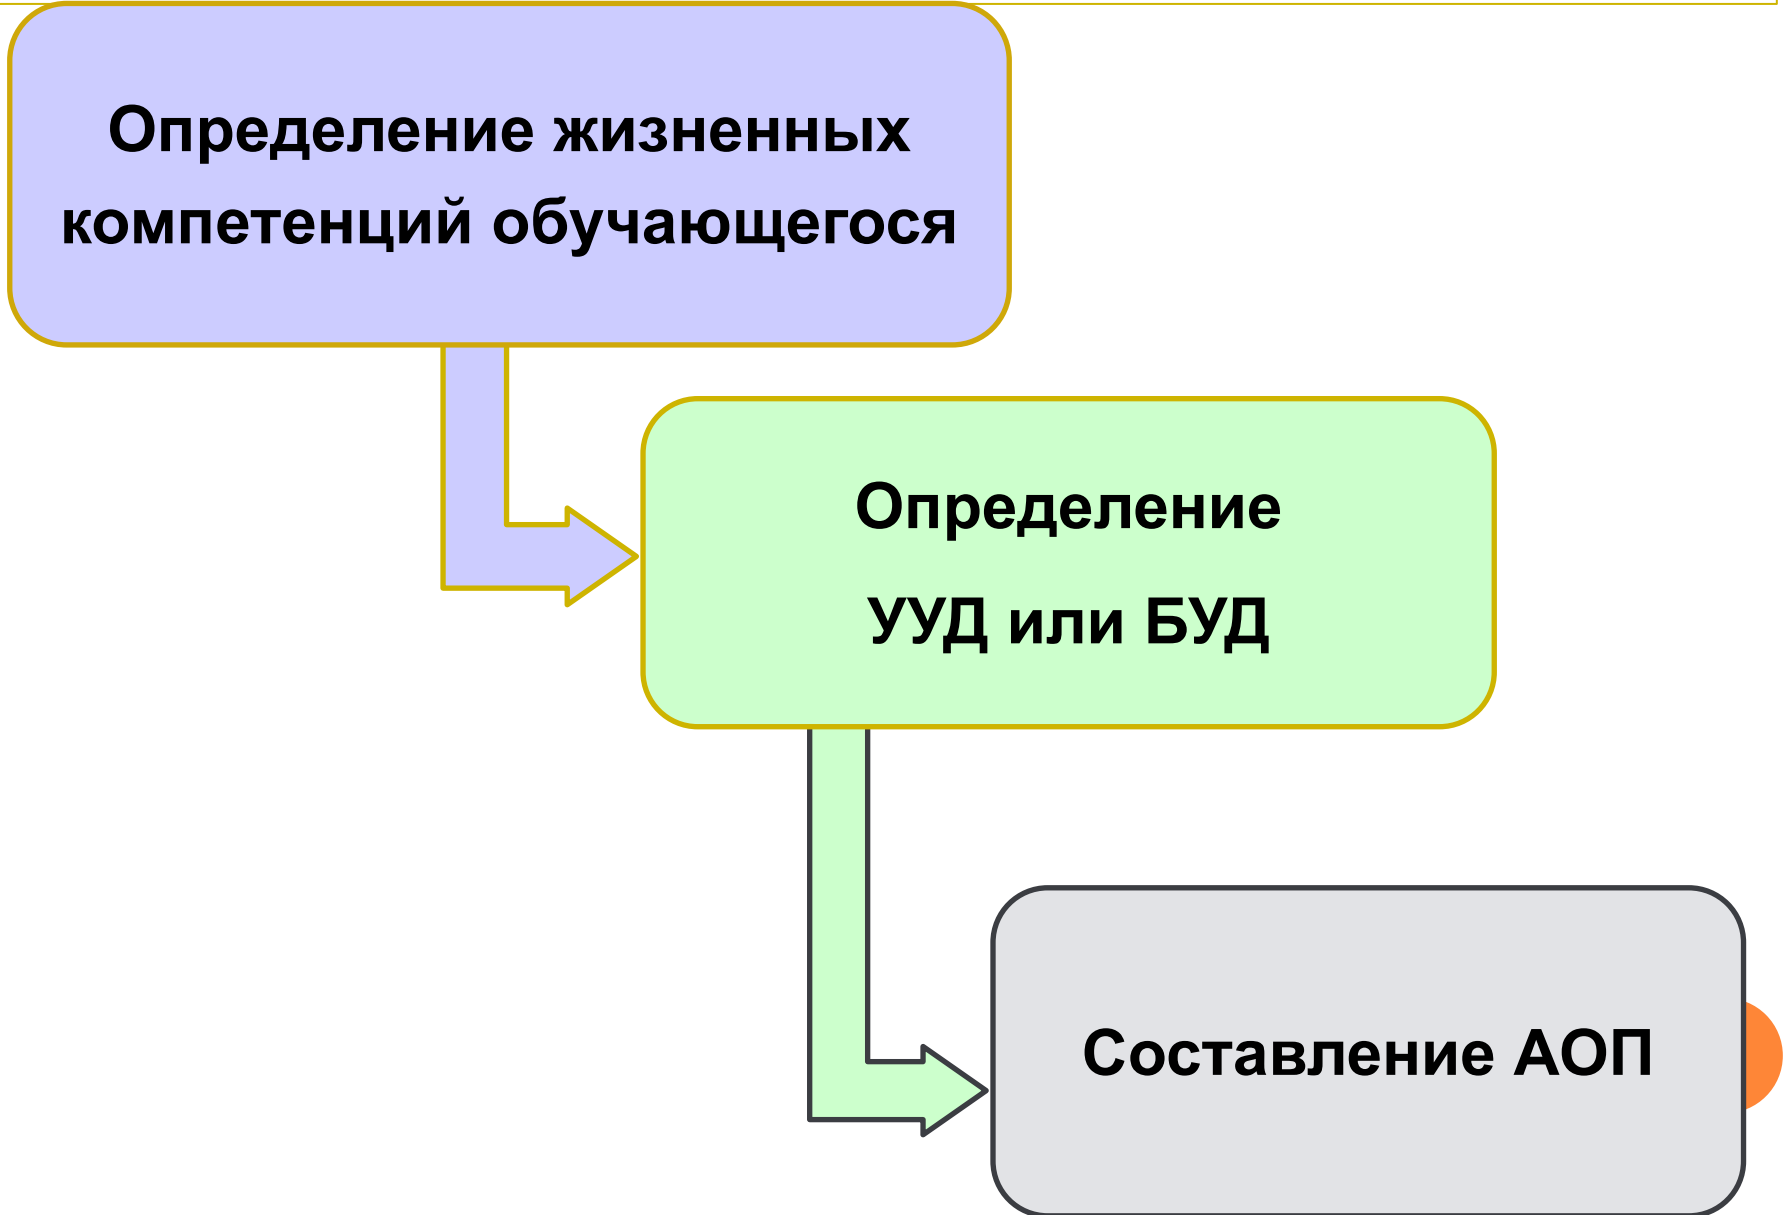 Определение жизненных
компетенций обучающегося
Определение
УУД или БУД
Составление АОП